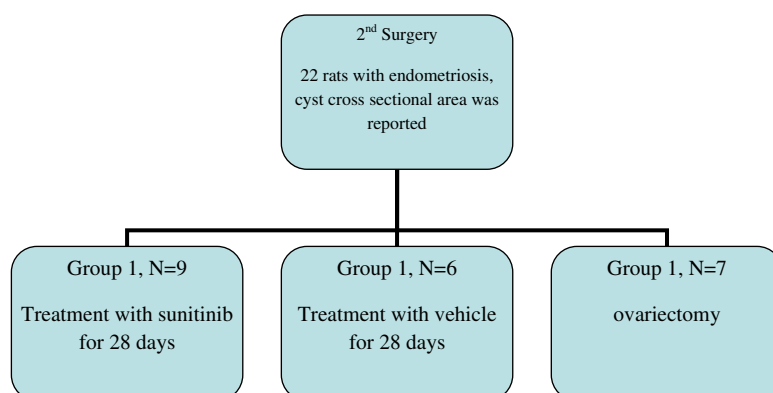 2nd Surgery
22 rats with endometriosis,
cyst cross sectional area was
reported
Group 1, N=9
Treatment with sunitinib
for 28 days
Group 1, N=6
Treatment with vehicle
for 28 days
Group 1, N=7
ovariectomy